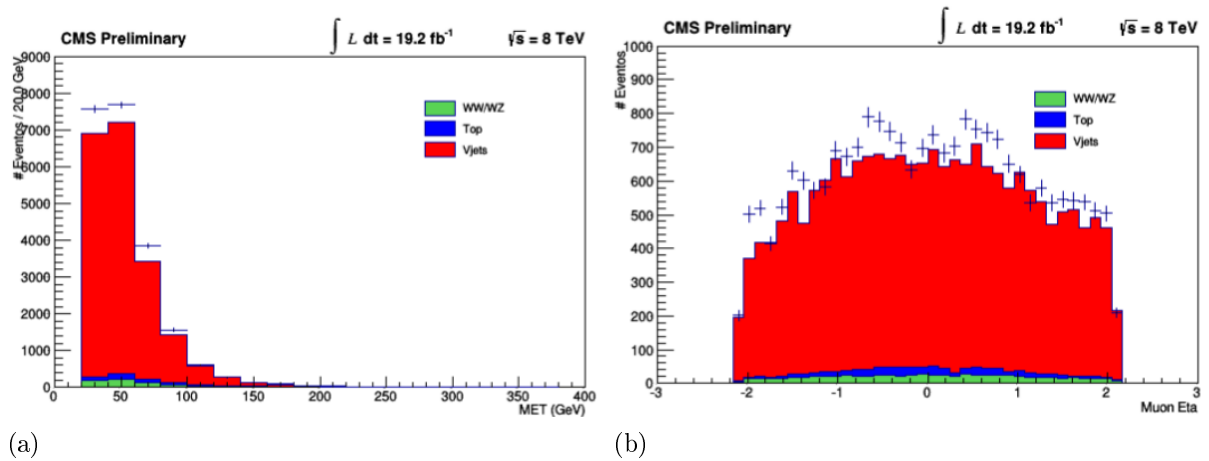 CMS Preliminary ∫ L dt = 19.2 fb⁻¹ √s = 8 TeV
# Eventos / 20.0 GeV
9000
8000
7000
6000
5000
4000
3000
2000
1000
0
WW/WZ
Top
Vjets
0 50 100 150 200 250 300 350 400
MET (GeV)
(a)
CMS Preliminary ∫ L dt = 19.2 fb⁻¹ √s = 8 TeV
# Eventos
1000
900
800
700
600
500
400
300
200
100
0
WW/WZ
Top
Vjets
-3 -2 -1 0 1 2 3
Muon Eta
(b)